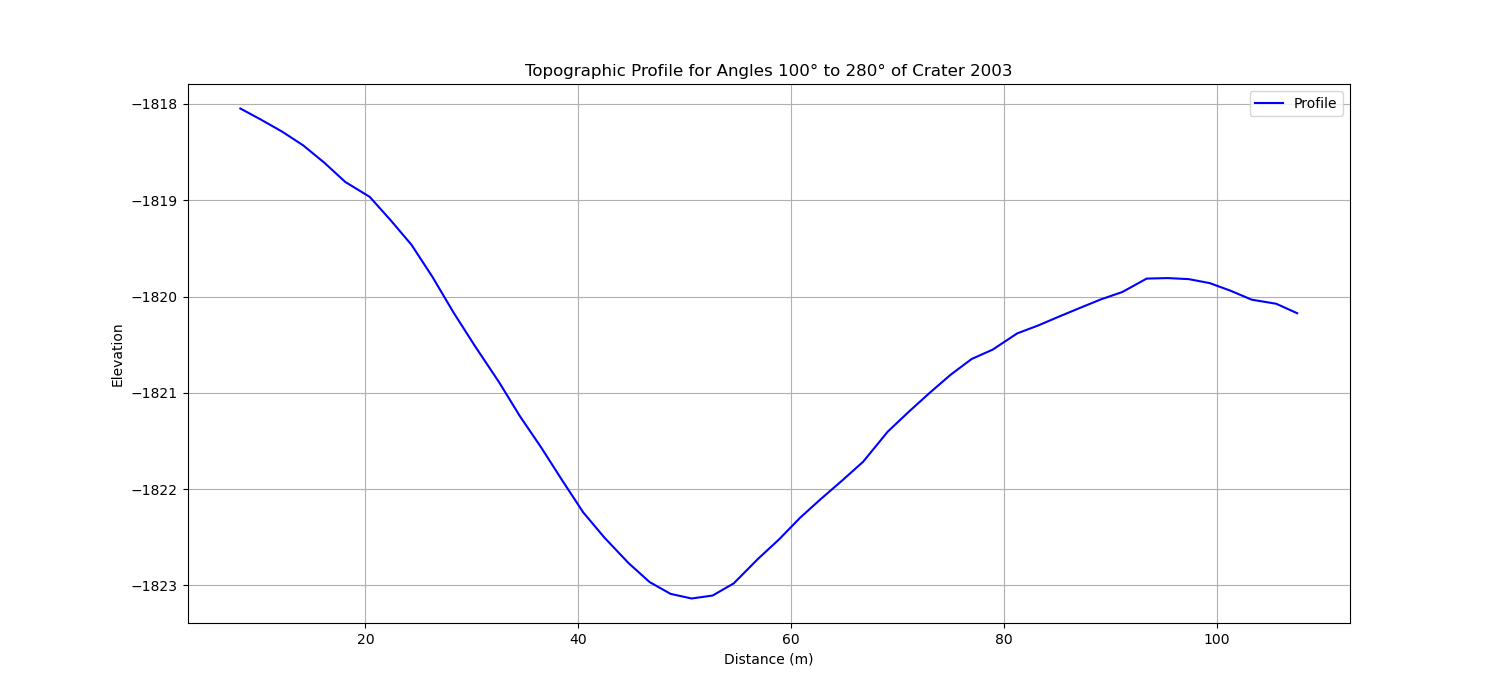 Topographic Profile for Angles 100° to 280° of Crater 2003
Profile
Elevation
−1818
−1819
−1820
−1821
−1822
−1823
20 40 60 80 100
Distance (m)